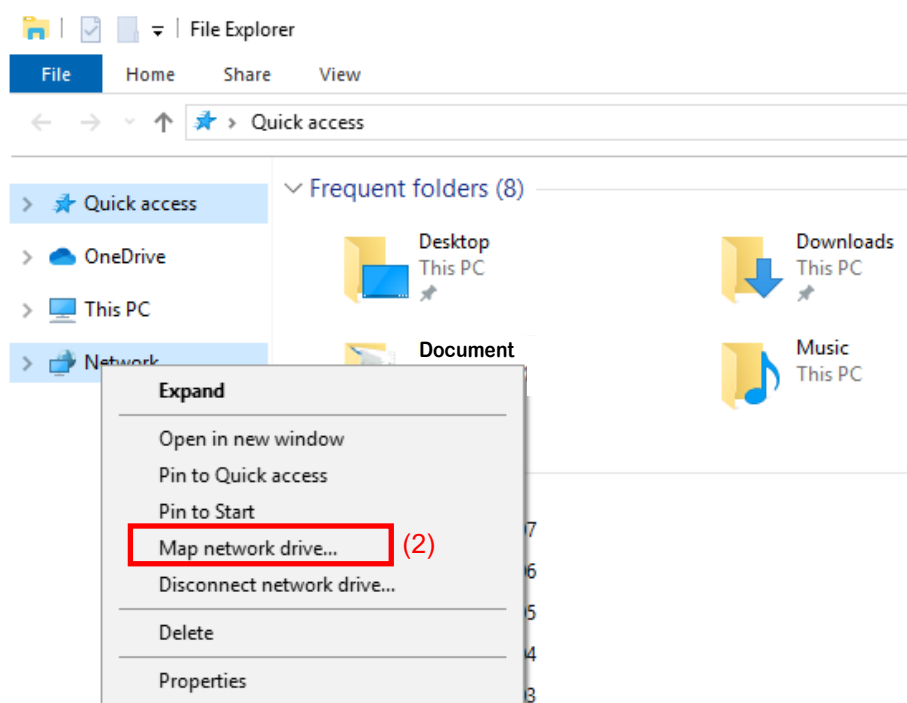 File Explorer
File Home Share View
Quick access
Quick access
OneDrive
This PC
Network
Frequent folders (8)
Desktop
This PC
Downloads
This PC
Document
Music
This PC
Expand
Open in new window
Pin to Quick access
Pin to Start
Map network drive... (2)
Disconnect network drive...
Delete
Properties